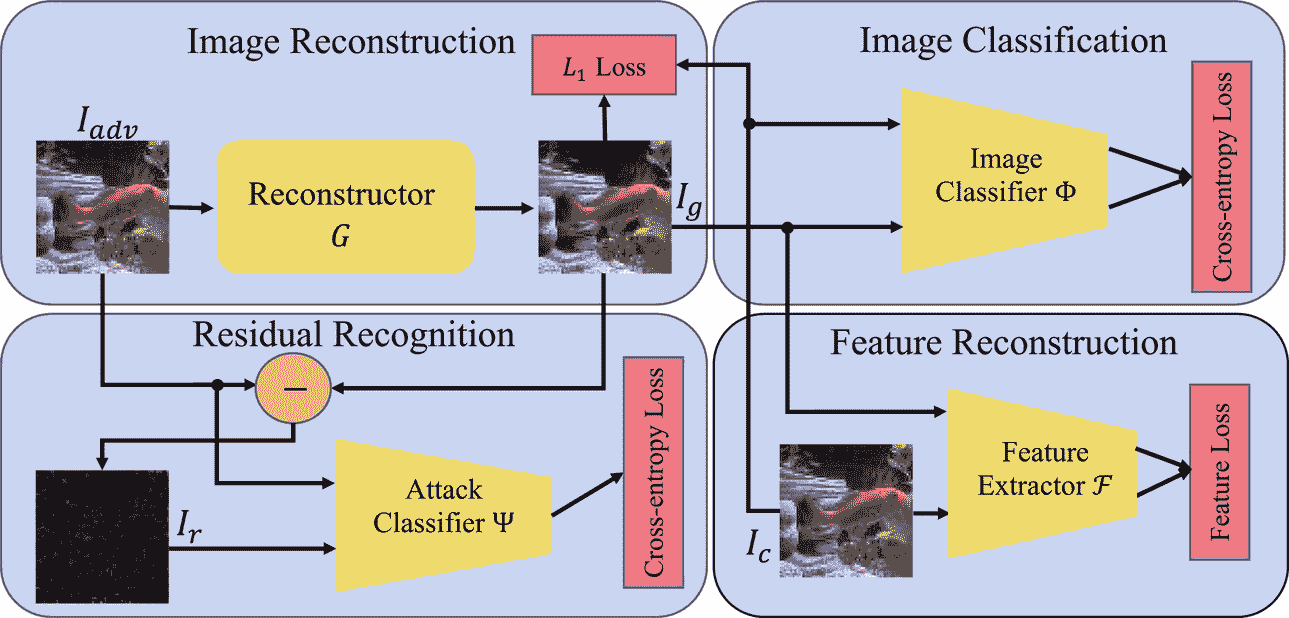 Image Reconstruction
L₁ Loss
I_adv
Reconstructor
G
I_g
Image Classification
Image
Classifier Φ
Cross-entropy Loss
Residual Recognition
−
I_r
Attack
Classifier Ψ
Cross-entropy Loss
Feature Reconstruction
Feature
Extractor ℱ
I_c
Feature Loss